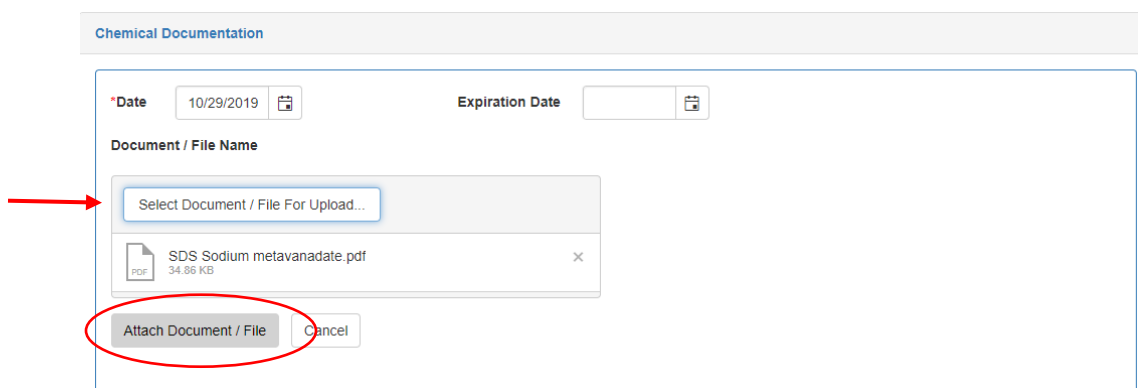 Chemical Documentation
*Date 10/29/2019 Expiration Date
Document / File Name
Select Document / File For Upload...
SDS Sodium metavanadate.pdf
PDF 34.86 KB
Attach Document / File Cancel